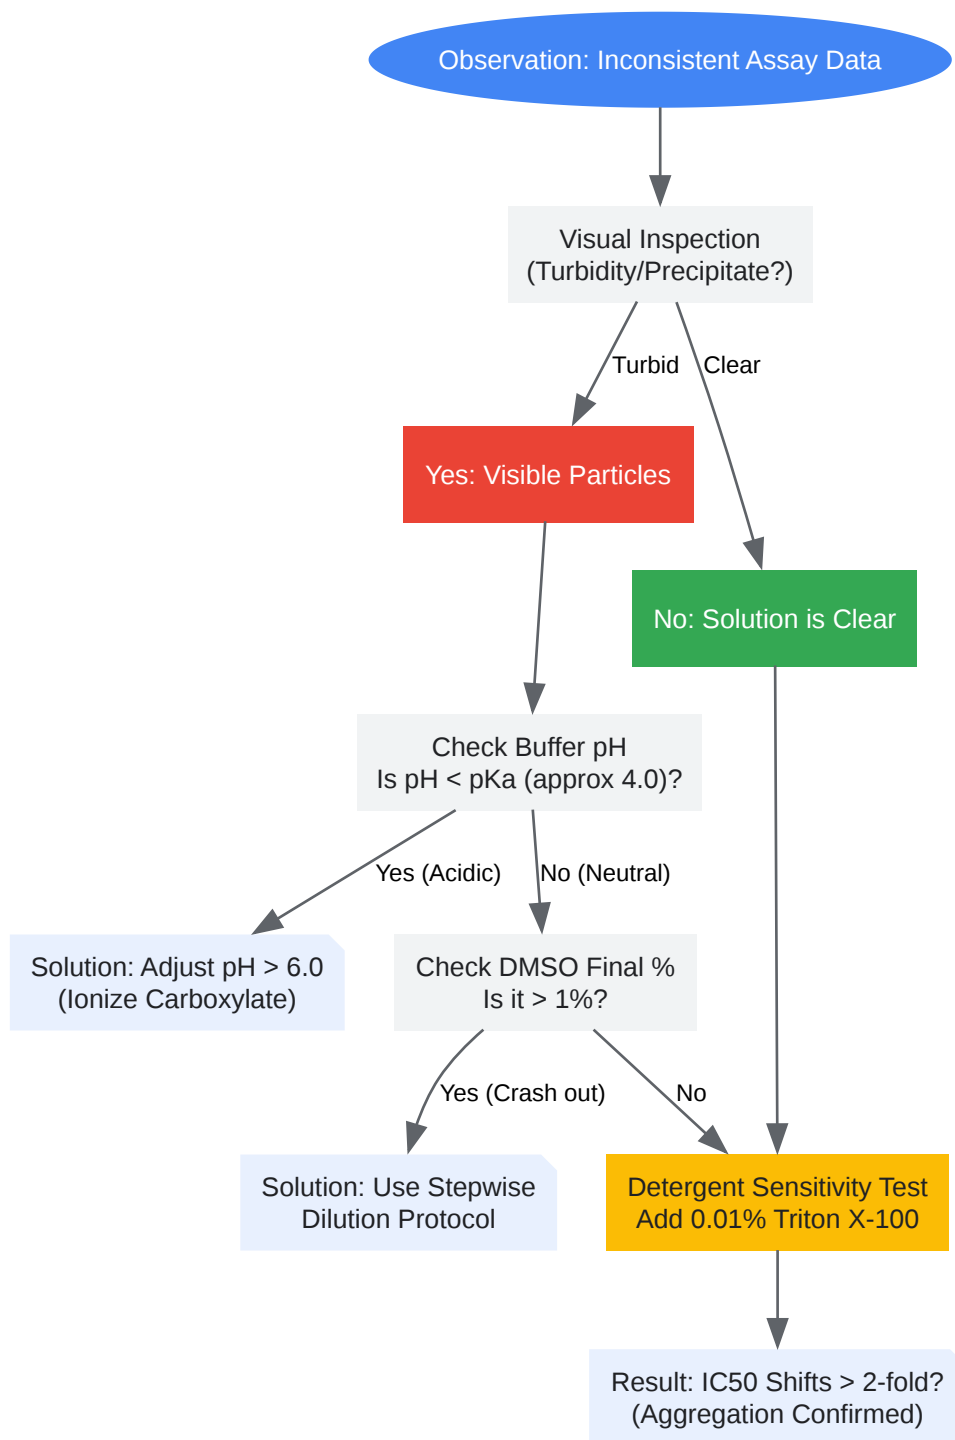 Observation: Inconsistent Assay Data
Visual Inspection
(Turbidity/Precipitate?)
Turbid
Clear
Yes: Visible Particles
No: Solution is Clear
Check Buffer pH
Is pH < pKa (approx 4.0)?
Yes (Acidic)
No (Neutral)
Solution: Adjust pH > 6.0
(Ionize Carboxylate)
Check DMSO Final %
Is it > 1%?
Yes (Crash out)
No
Solution: Use Stepwise
Dilution Protocol
Detergent Sensitivity Test
Add 0.01% Triton X-100
Result: IC50 Shifts > 2-fold?
(Aggregation Confirmed)